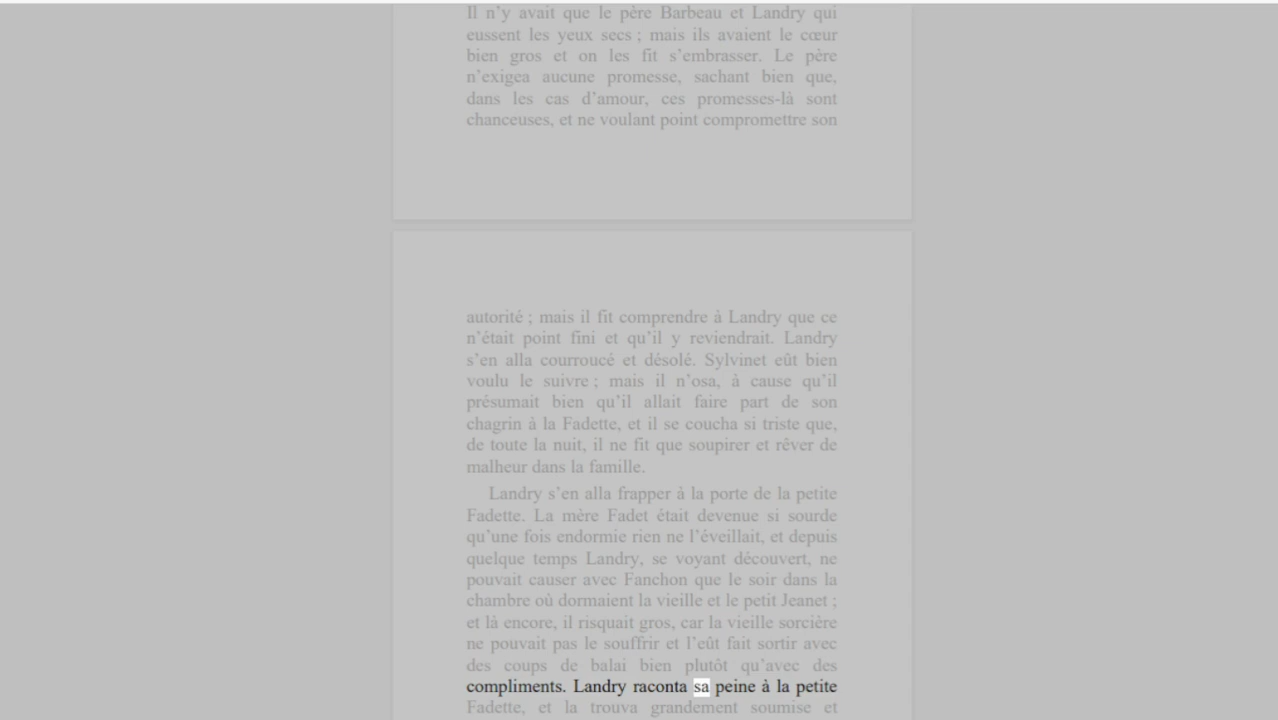 Il n’y avait que le père Barbeau et Landry qui
eussent les yeux secs ; mais ils avaient le cœur
bien gros et on les fit s’embrasser. Le père
n’exigea aucune promesse, sachant bien que,
dans les cas d’amour, ces promesses-là sont
chanceuses, et ne voulant point compromettre son
autorité ; mais il fit comprendre à Landry que ce
n’était point fini et qu’il y reviendrait. Landry
s’en alla courroucé et désolé. Sylvinet eût bien
voulu le suivre ; mais il n’osa, à cause qu’il
présumait bien qu’il allait faire part de son
chagrin à la Fadette, et il se coucha si triste que,
de toute la nuit, il ne fit que soupirer et rêver de
malheur dans la famille.
Landry s’en alla frapper à la porte de la petite
Fadette. La mère Fadet était devenue si sourde
qu’une fois endormie rien ne l’éveillait, et depuis
quelque temps Landry, se voyant découvert, ne
pouvait causer avec Fanchon que le soir dans la
chambre où dormaient la vieille et le petit Jeanet ;
et là encore, il risquait gros, car la vieille sorcière
ne pouvait pas le souffrir et l’eût fait sortir avec
des coups de balai bien plutôt qu’avec des
compliments. Landry raconta sa peine à la petite
Fadette, et la trouva grandement soumise et